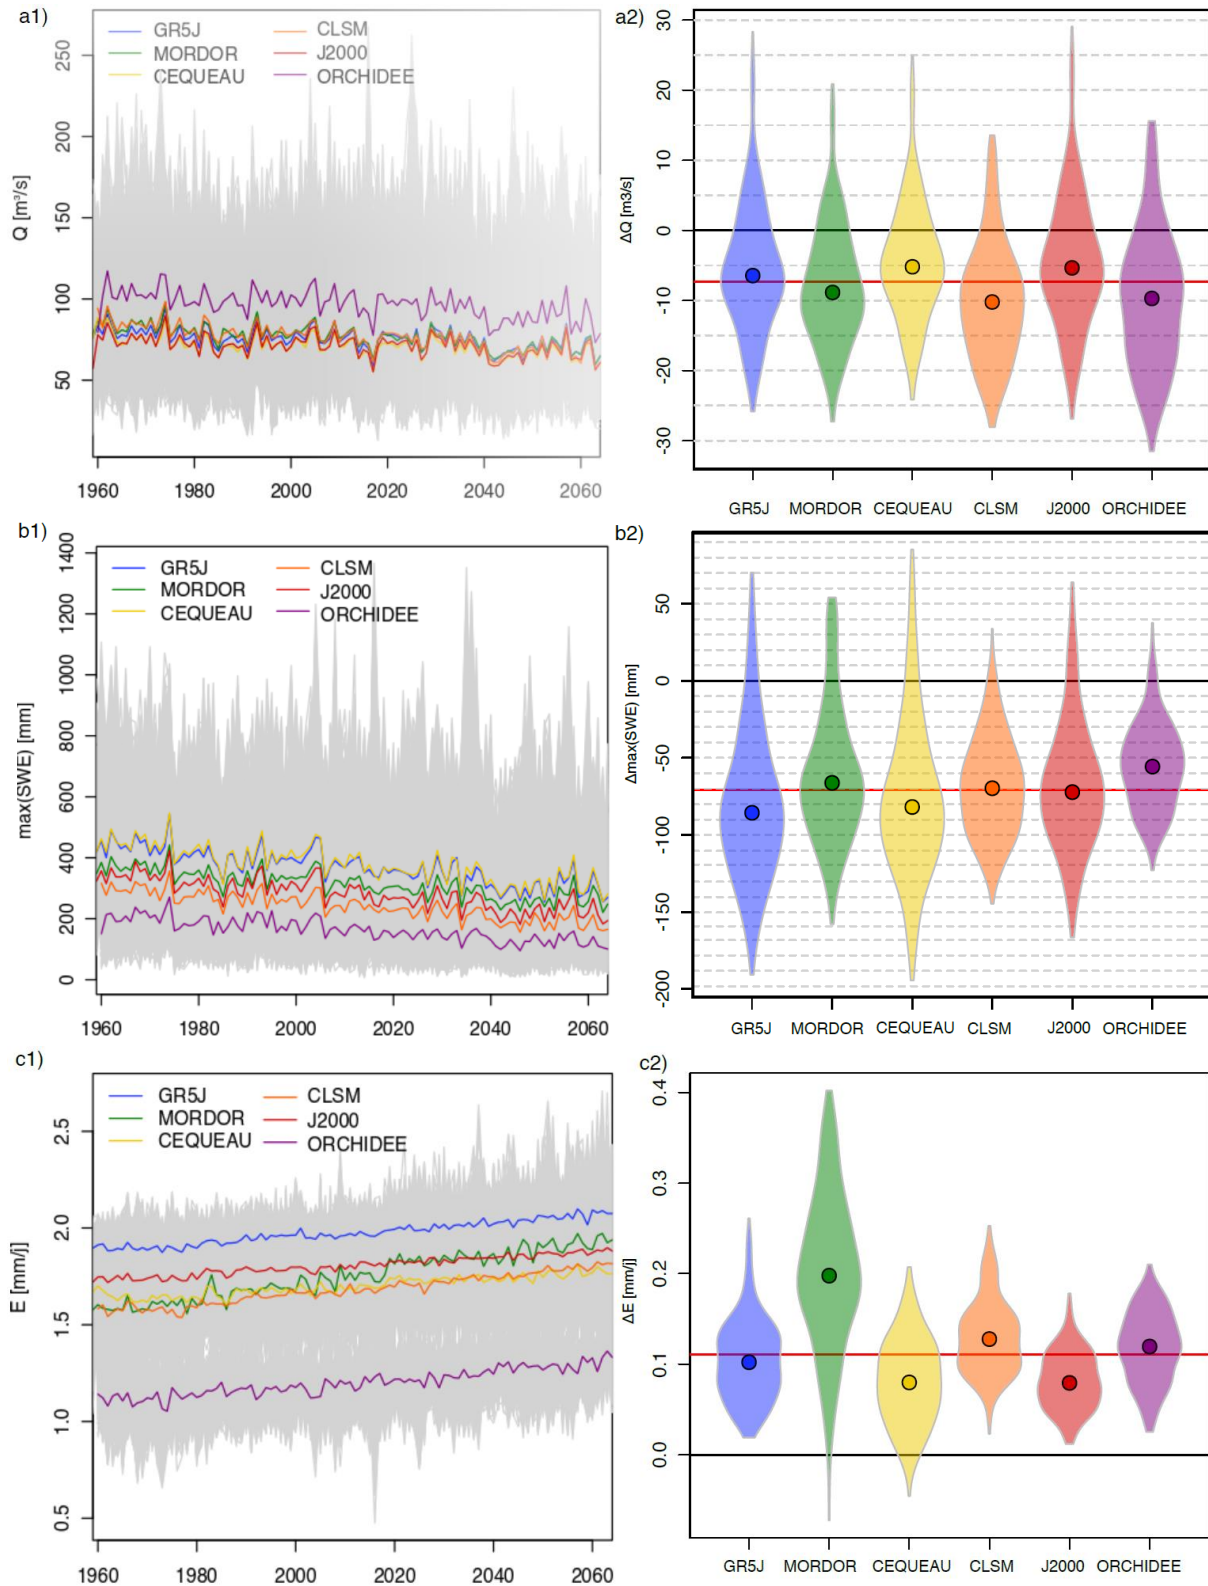 a1)
GR5J
MORDOR
CEQUEAU
CLSM
J2000
ORCHIDEE
Q [m³/s]
250
200
150
100
50
1960
1980
2000
2020
2040
2060
a2)
ΔQ [m3/s]
30
20
10
0
-10
-20
-30
GR5J
MORDOR
CEQUEAU
CLSM
J2000
ORCHIDEE
b1)
GR5J
MORDOR
CEQUEAU
CLSM
J2000
ORCHIDEE
max(SWE) [mm]
1400
1200
1000
800
600
400
200
0
1960
1980
2000
2020
2040
2060
b2)
Δmax(SWE) [mm]
50
0
-50
-100
-150
-200
GR5J
MORDOR
CEQUEAU
CLSM
J2000
ORCHIDEE
c1)
GR5J
MORDOR
CEQUEAU
CLSM
J2000
ORCHIDEE
E [mm/j]
2.5
2.0
1.5
1.0
0.5
1960
1980
2000
2020
2040
2060
c2)
ΔE [mm/j]
0.4
0.3
0.2
0.1
0.0
GR5J
MORDOR
CEQUEAU
CLSM
J2000
ORCHIDEE